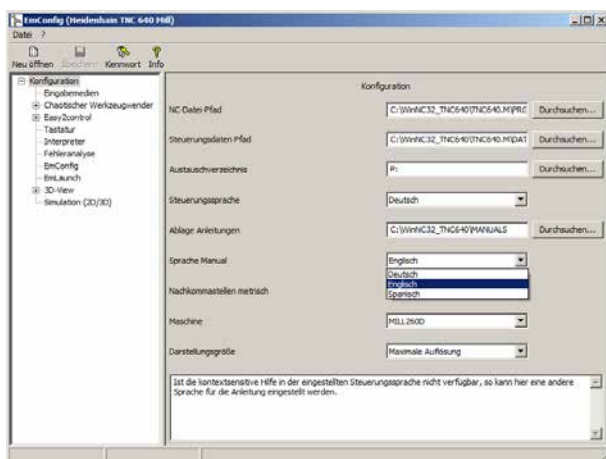 EmConfig (Heidenhain TNC 640 Mill)
Datei ?
Neu öffnen Speichern Kennwort Info
Konfiguration
Eingabemedien
Chaotischer Werkzeugwender
Easy2control
Tastatur
Interpreter
Fehleranalyse
EmConfig
EmLaunch
3D-View
Simulation (2D/3D)
Konfiguration
NC-Datei-Pfad C:\WinNC32_TNC640\TNC640.M\PRO Durchsuchen...
Steuerungsdaten Pfad C:\WinNC32_TNC640\TNC640.M\DAT Durchsuchen...
Austauschverzeichnis P: Durchsuchen...
Steuerungssprache Deutsch
Ablage Anleitungen C:\WinNC32_TNC640\MANUALS Durchsuchen...
Sprache Manual Englisch
Deutsch
Englisch
Spanisch
Nachkommastellen metrisch
Maschine MILL260D
Darstellungsgröße Maximale Auflösung
Ist die kontextsensitive Hilfe in der eingestellten Steuerungssprache nicht verfügbar, so kann hier eine andere
Sprache für die Anleitung eingestellt werden.